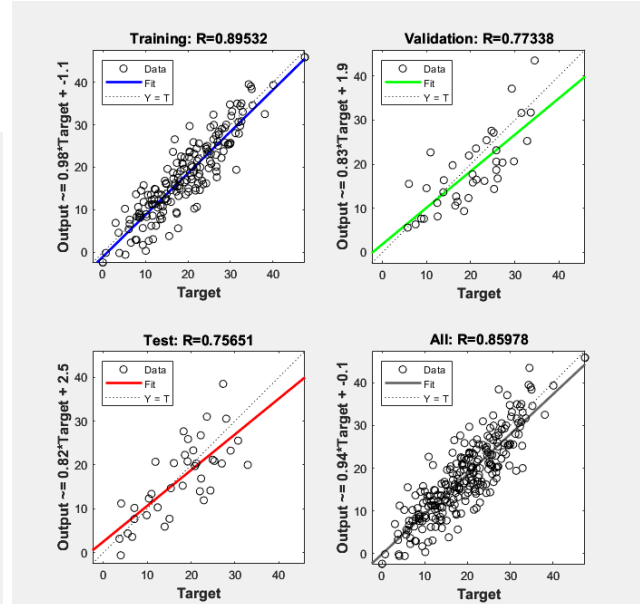 Training: R=0.89532
Output ~= 0.98*Target + -1.1
Data
Fit
Y = T
40
30
20
10
0
0 10 20 30 40
Target
Validation: R=0.77338
Output ~= 0.83*Target + 1.9
Data
Fit
Y = T
40
30
20
10
0
0 10 20 30 40
Target
Test: R=0.75651
Output ~= 0.82*Target + 2.5
Data
Fit
Y = T
40
30
20
10
0
0 10 20 30 40
Target
All: R=0.85978
Output ~= 0.94*Target + -0.1
Data
Fit
Y = T
40
30
20
10
0
0 10 20 30 40
Target